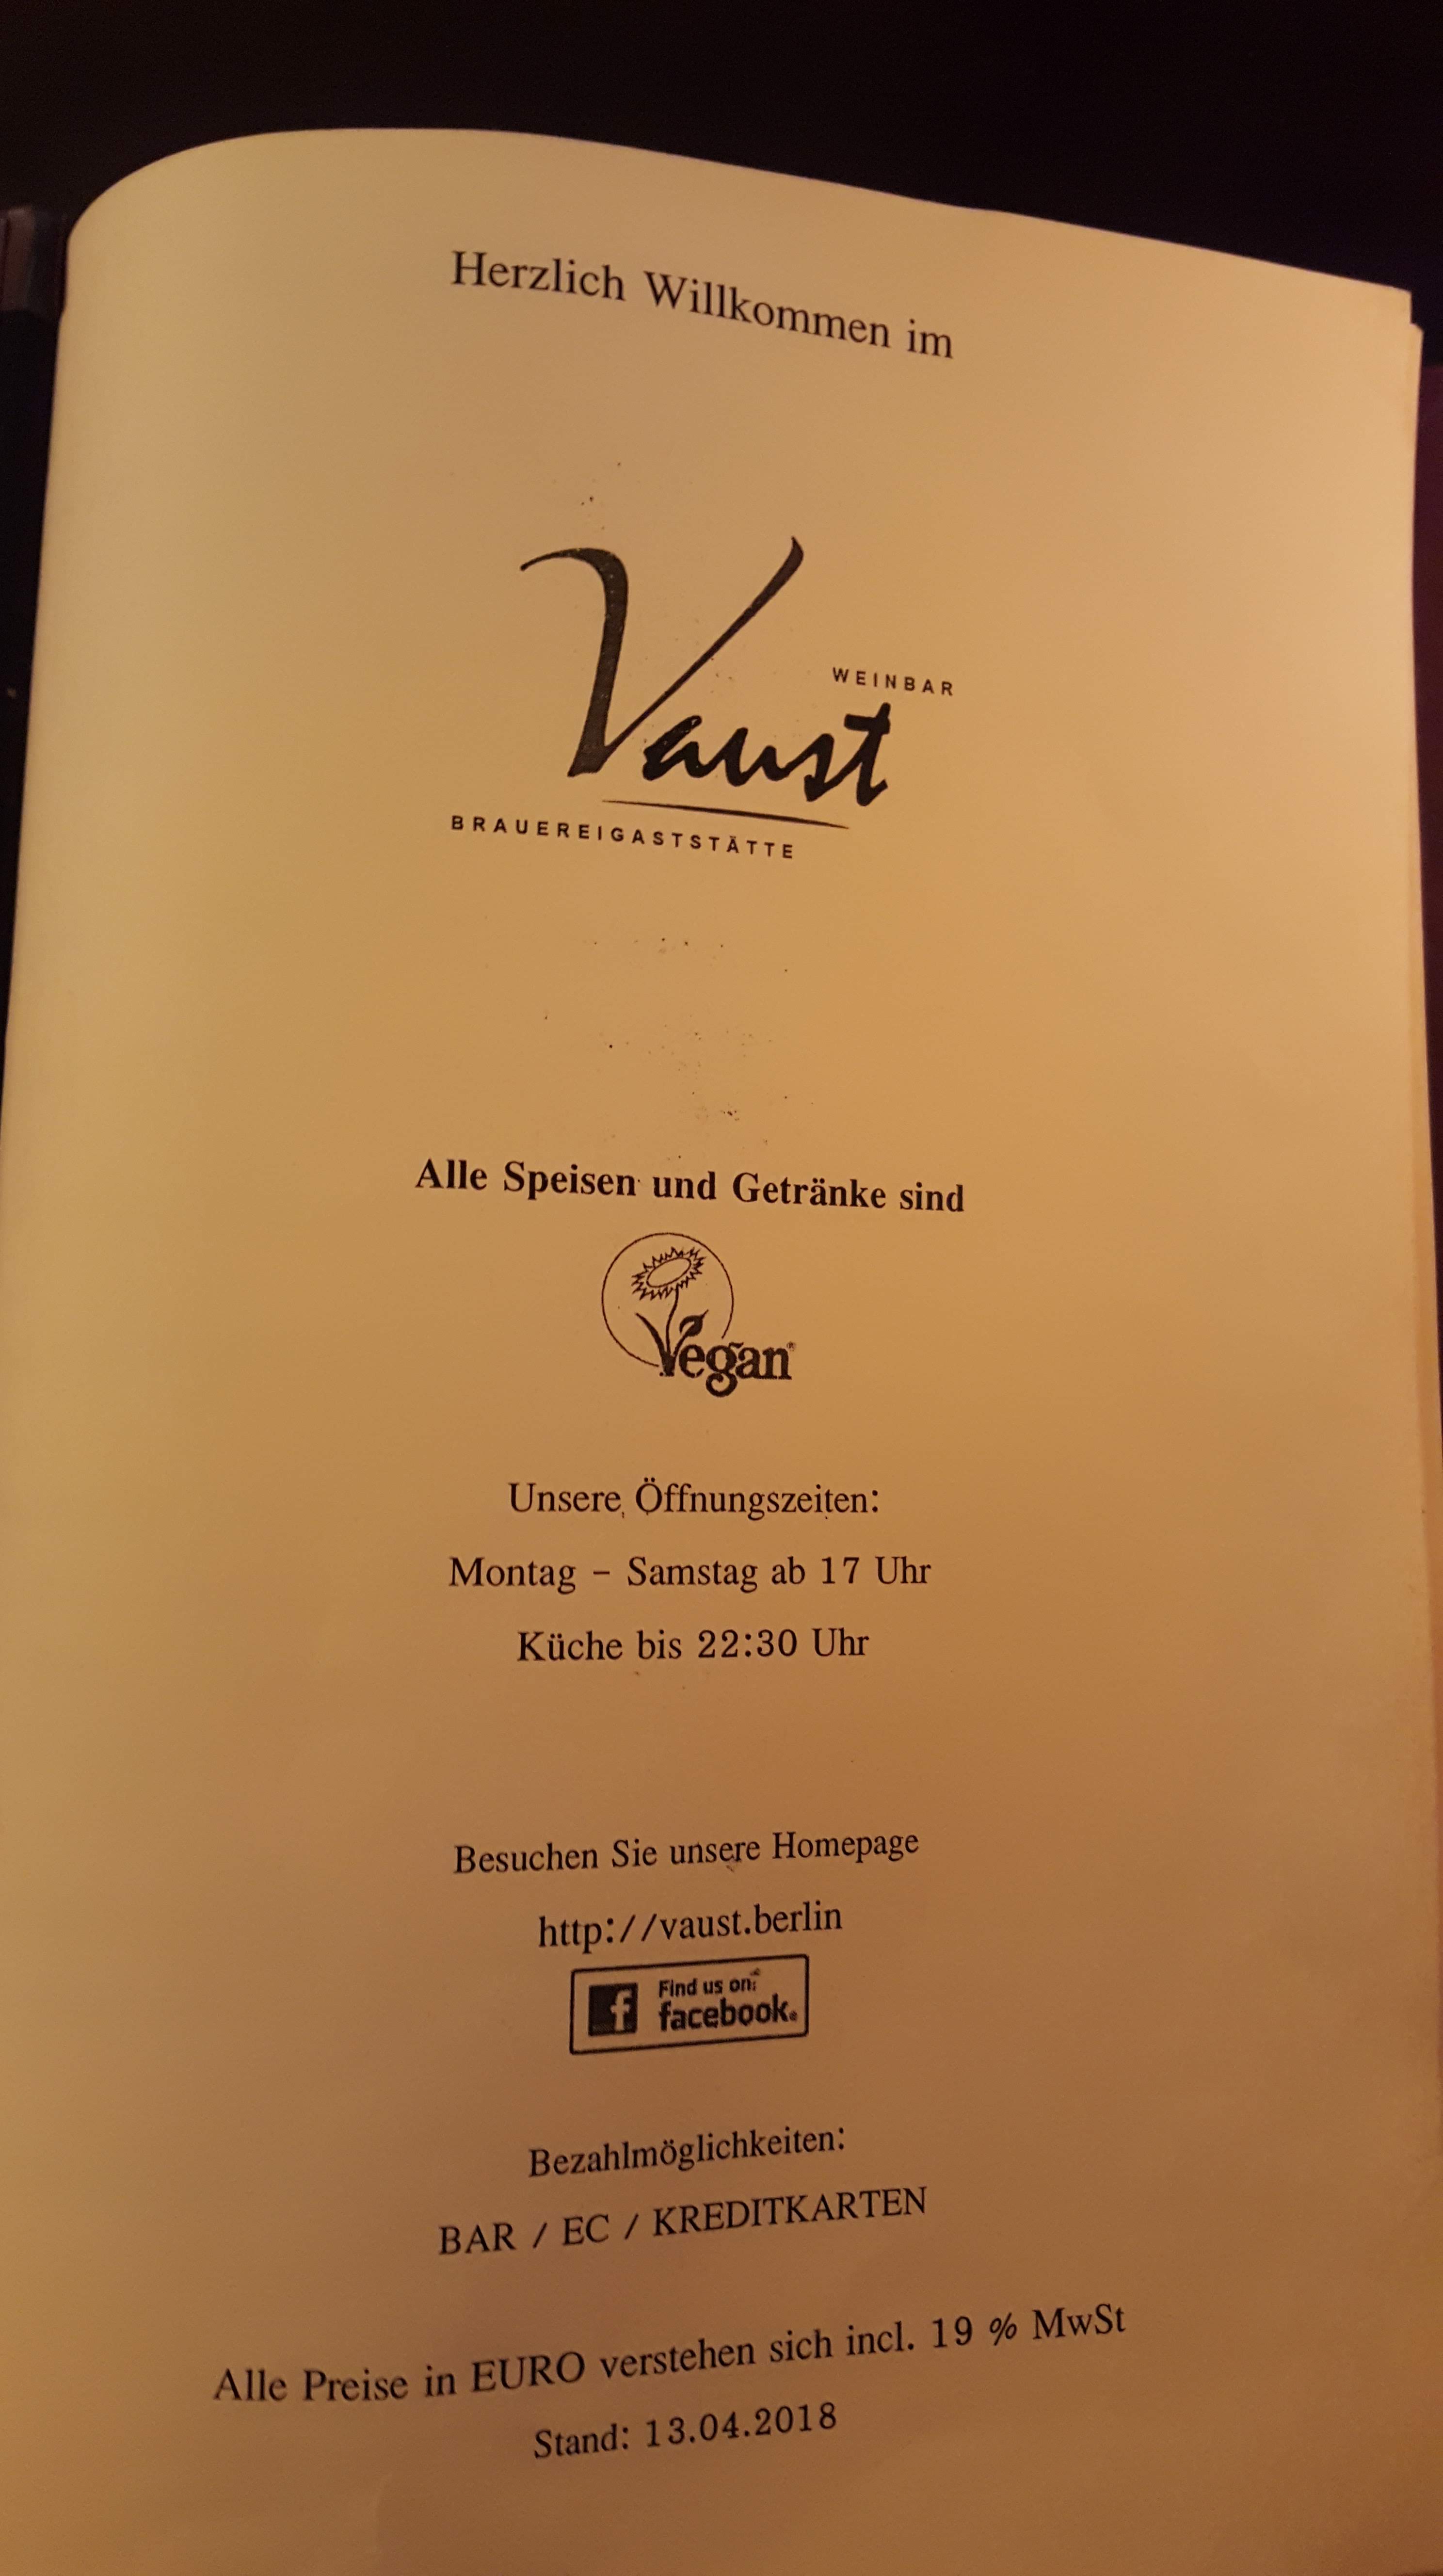 Herzlich Willkommen im
WEINBAR
Vaust
BRAUEREIGASTSTÄTTE
Alle Speisen und Getränke sind
Vegan®
Unsere Öffnungszeiten:
Montag - Samstag ab 17 Uhr
Küche bis 22:30 Uhr
Besuchen Sie unsere Homepage
http://vaust.berlin
f
Find us on:
facebook®
Bezahlmöglichkeiten:
BAR / EC / KREDITKARTEN
Alle Preise in EURO verstehen sich incl. 19 % MwSt
Stand: 13.04.2018